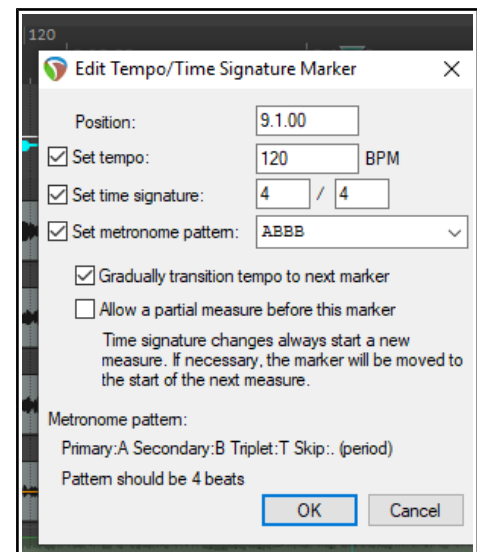 120
Edit Tempo/Time Signature Marker
Position: 9.1.00
Set tempo: 120 BPM
Set time signature: 4 / 4
Set metronome pattern: ABBB
Gradually transition tempo to next marker
Allow a partial measure before this marker
Time signature changes always start a new
measure. If necessary, the marker will be moved to
the start of the next measure.
Metronome pattern:
Primary:A Secondary:B Triplet:T Skip:. (period)
Pattern should be 4 beats
OK Cancel